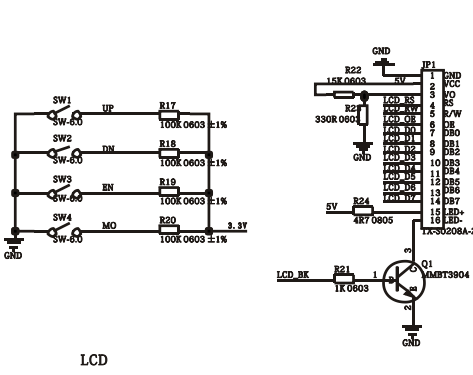 SW1
UP
R17
SW-6.0
100K 0603 ±1%
SW2
DN
R18
SW-6.0
100K 0603 ±1%
SW3
EN
R19
SW-6.0
100K 0603 ±1%
SW4
MO
R20
3.3V
SW-6.0
100K 0603 ±1%
GND
LCD
GND
JP1
R22
15K 0603
5V
1 GND
2 VCC
3 VO
LCD_RS 4 RS
LCD_RW 5 R/W
LCD_OE 6 OE
LCD_D0 7 DB0
LCD_D1 8 DB1
LCD_D2 9 DB2
LCD_D3 10 DB3
LCD_D4 11 DB4
LCD_D5 12 DB5
LCD_D6 13 DB6
LCD_D7 14 DB7
15 LED+
16 LED-
330R 0603
GND
5V
R24
4R7 0805
LCD_BK
R21
1K 0603
1
B
C
E
3
2
Q1
MMBT3904
GND